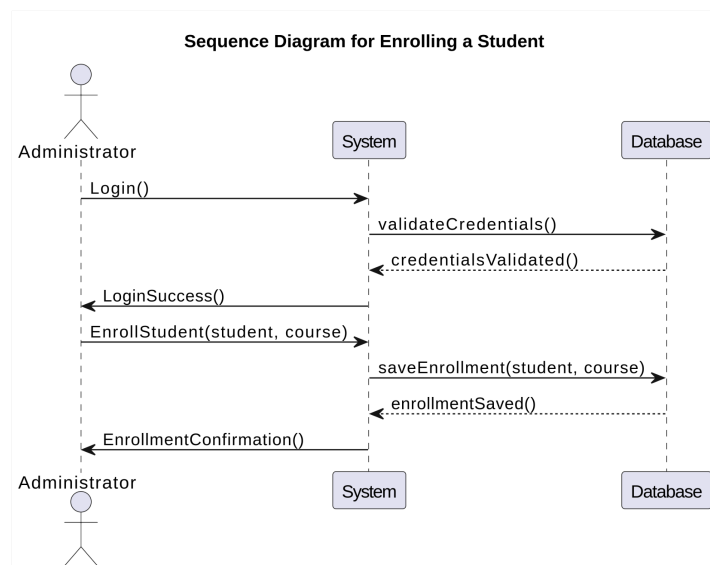 Sequence Diagram for Enrolling a Student
Administrator
System
Database
Login()
validateCredentials()
credentialsValidated()
LoginSuccess()
EnrollStudent(student, course)
saveEnrollment(student, course)
enrollmentSaved()
EnrollmentConfirmation()
Administrator
System
Database